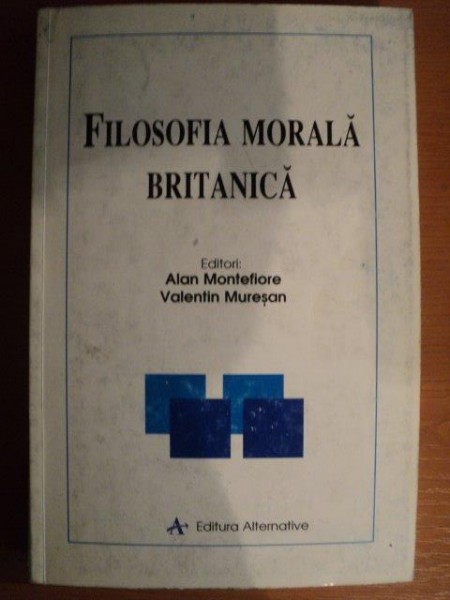 FILOSOFIA MORALĂ
BRITANICĂ
Editori:
Alan Montefiore
Valentin Mureșan
Editura Alternative